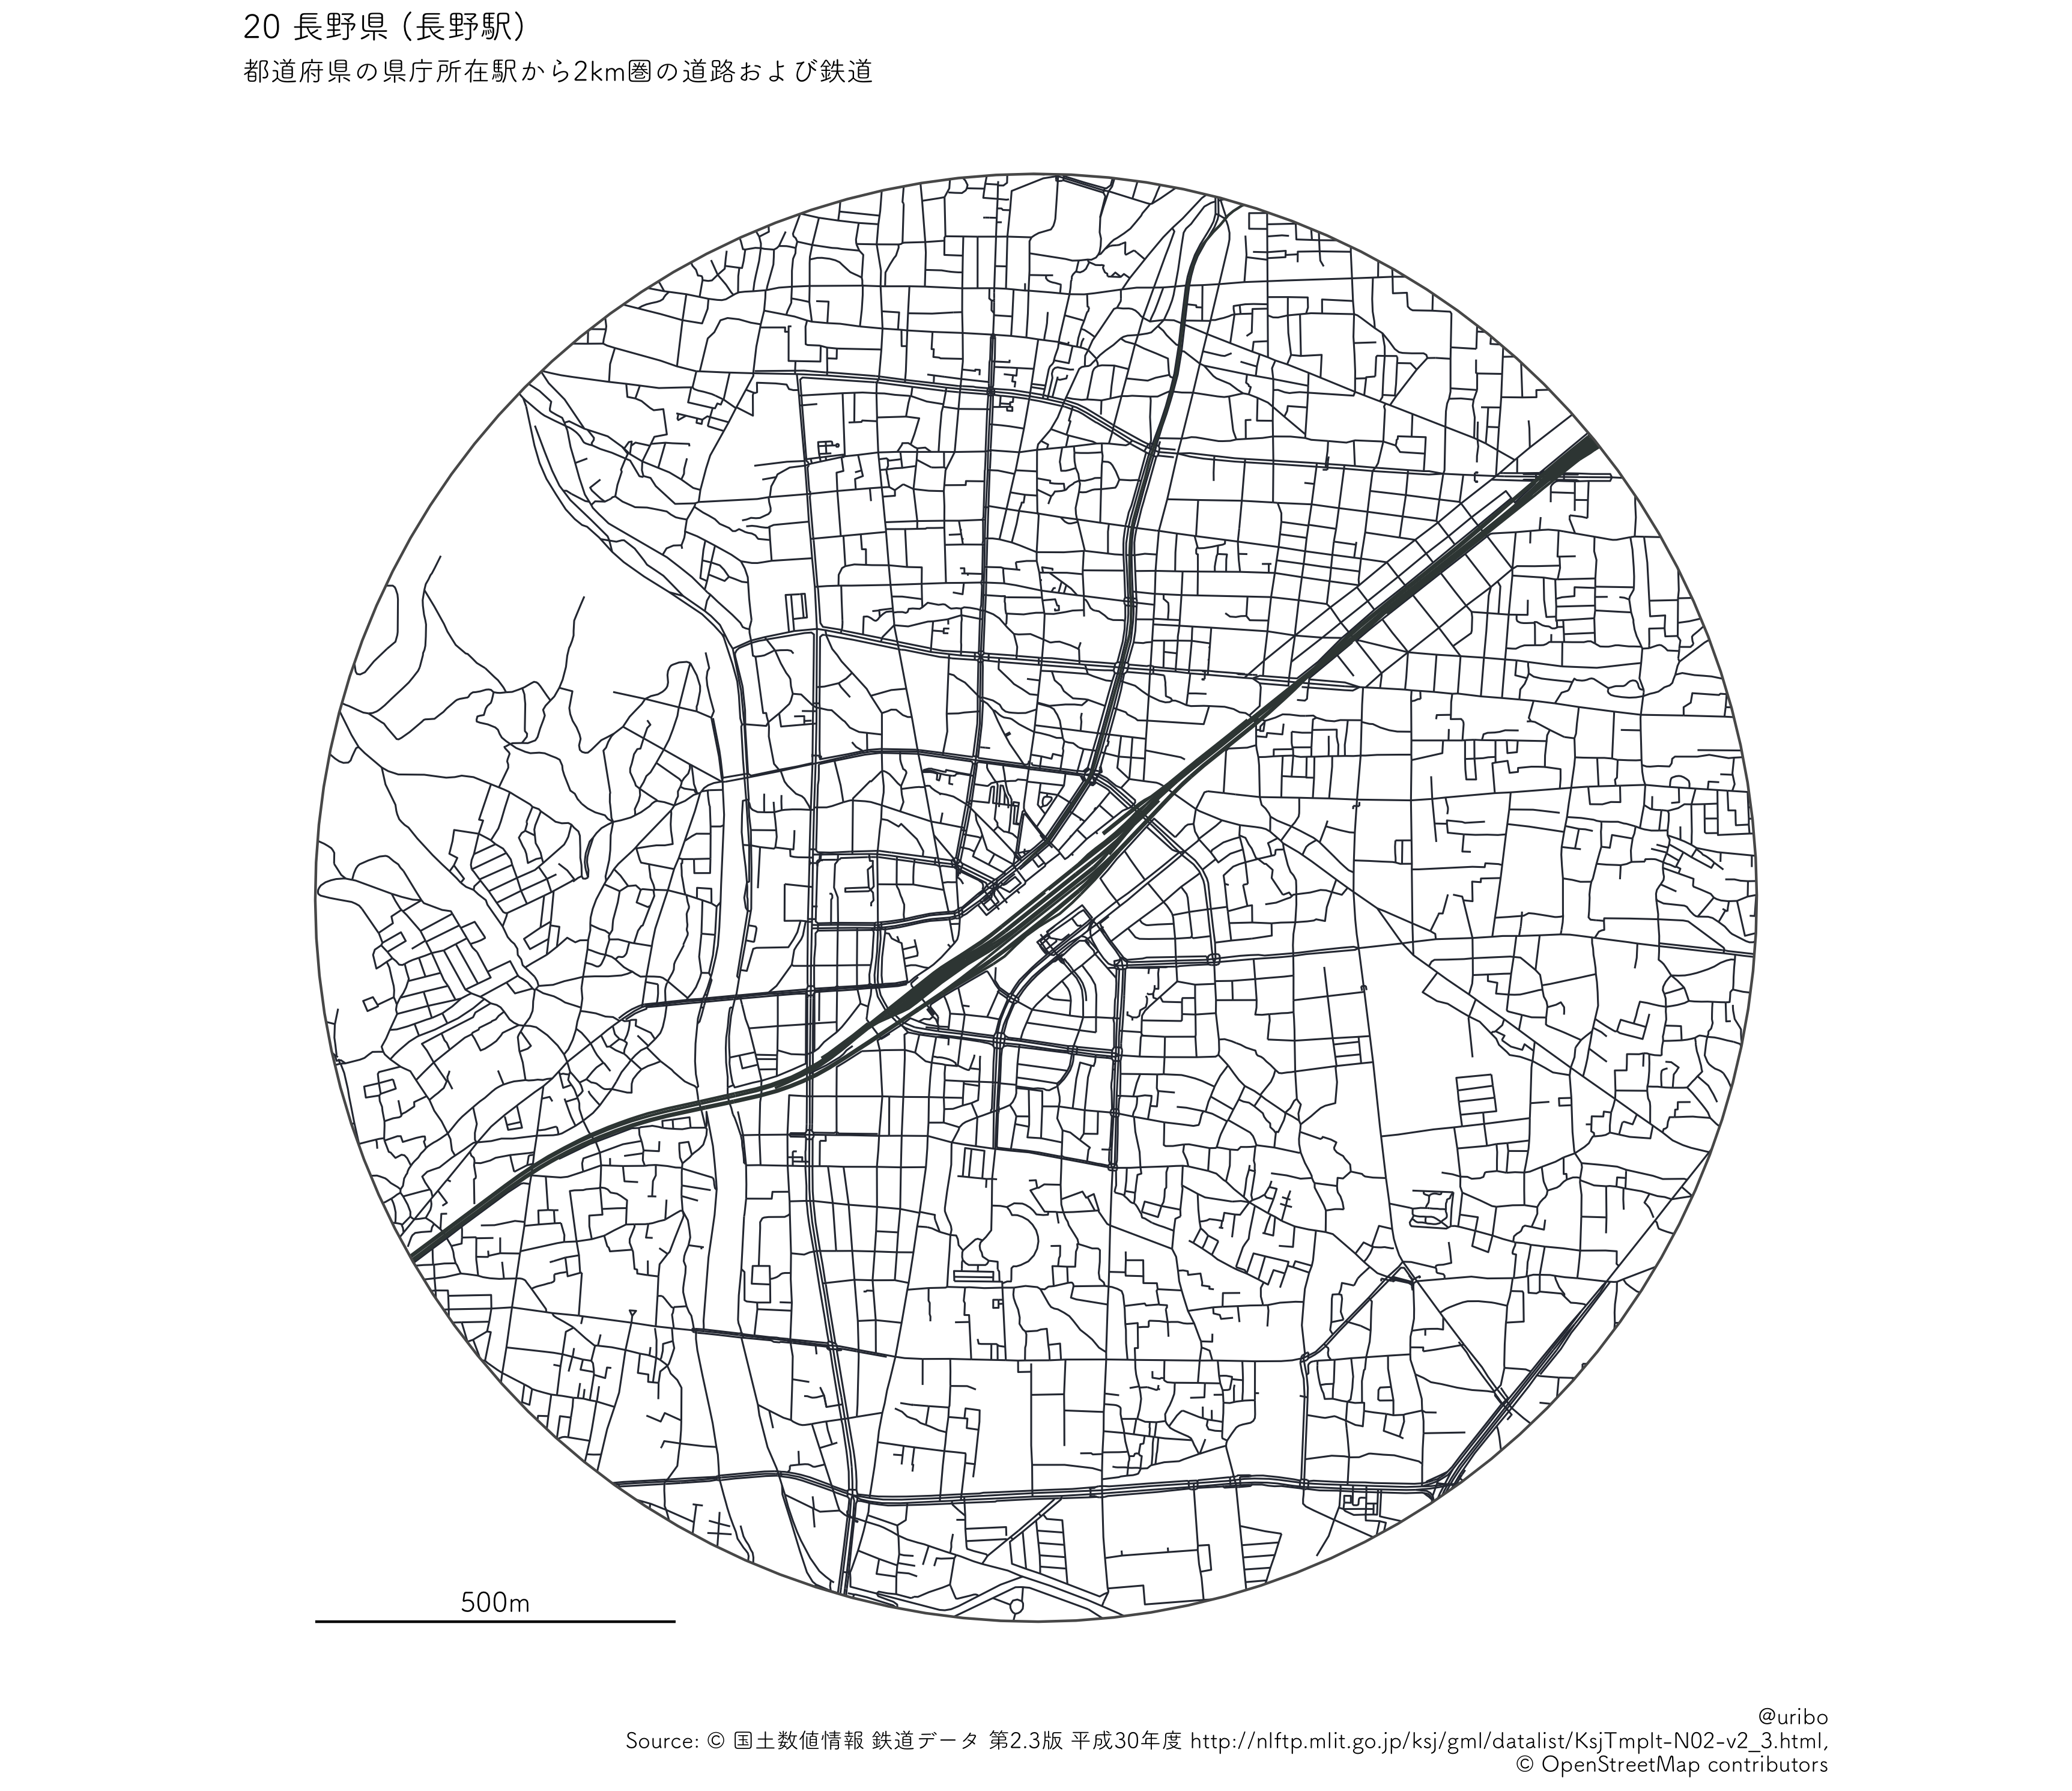 20 長野県 (長野駅)
都道府県の県庁所在駅から2km圏の道路および鉄道
500m
@uribo
Source: © 国土数値情報 鉄道データ 第2.3版 平成30年度 http://nlftp.mlit.go.jp/ksj/gml/datalist/KsjTmplt-N02-v2_3.html,
© OpenStreetMap contributors